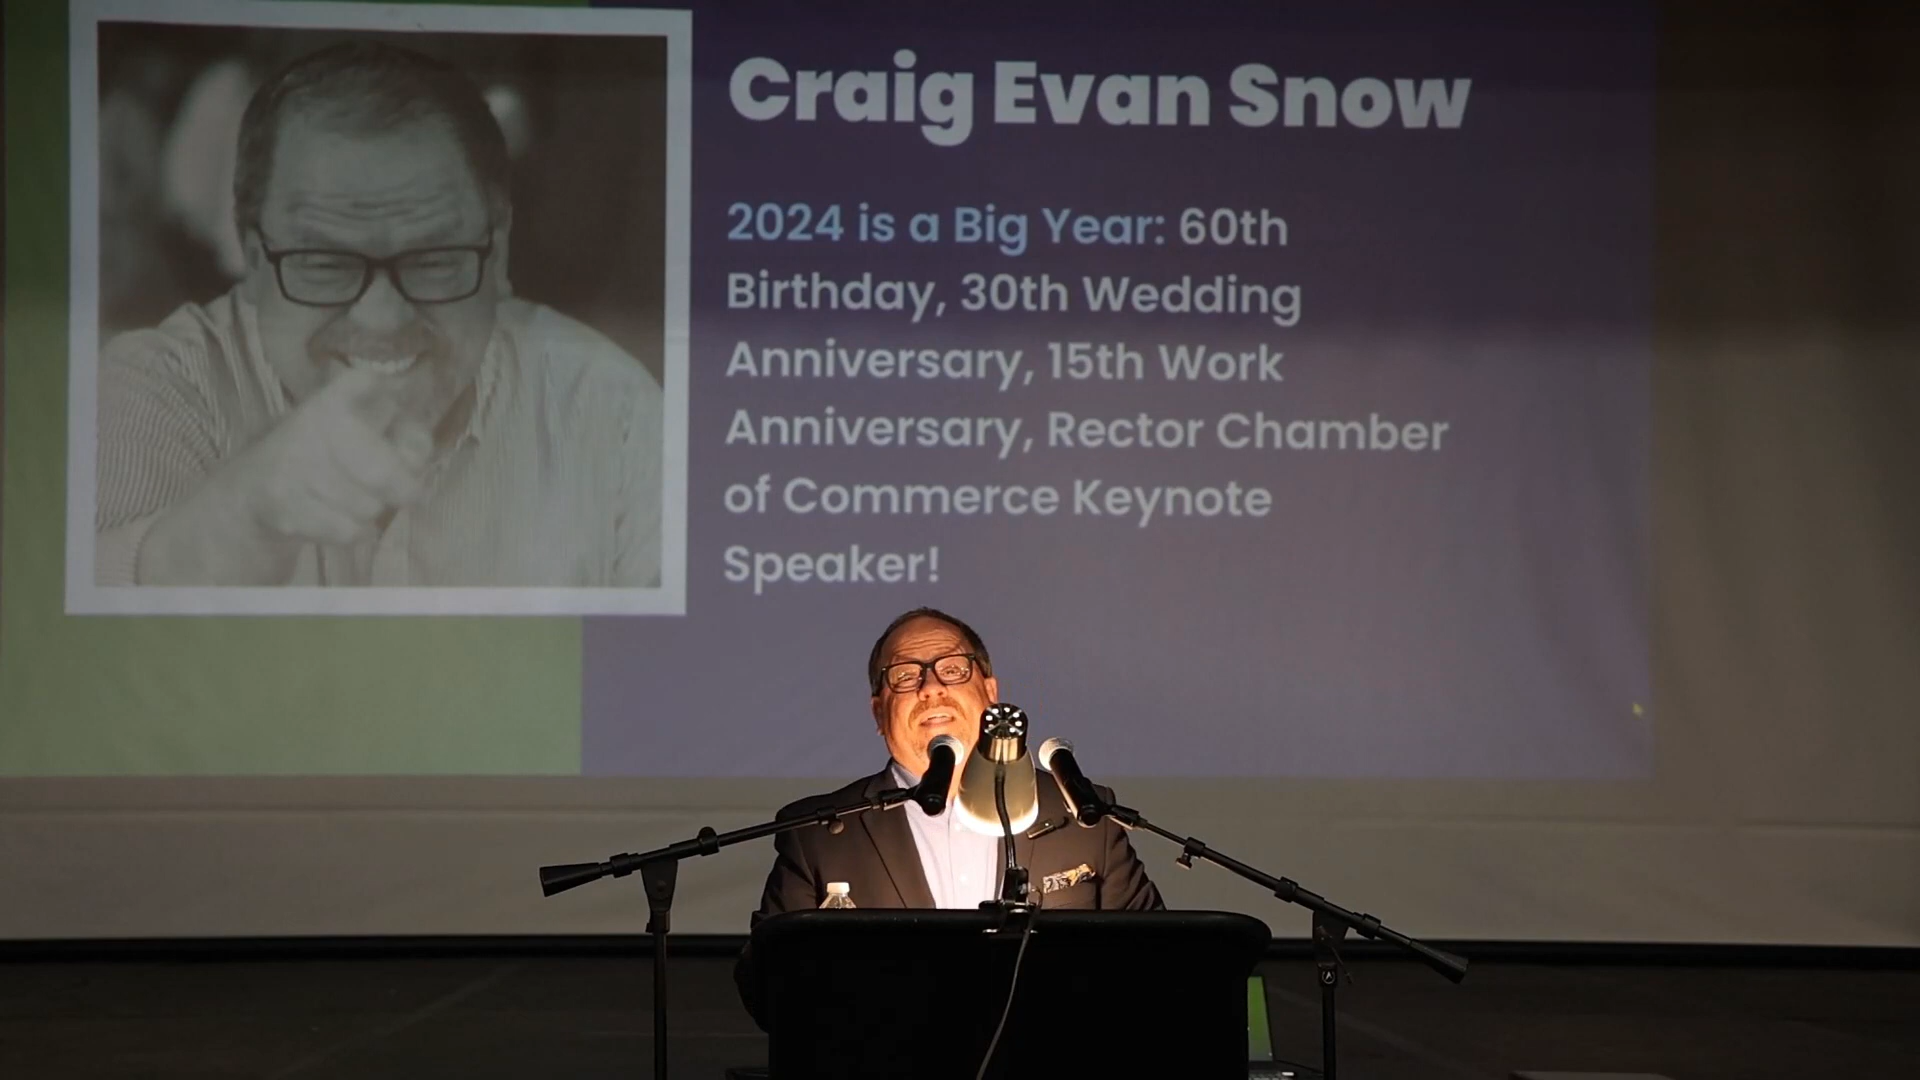 Craig Evan Snow
2024 is a Big Year: 60th
Birthday, 30th Wedding
Anniversary, 15th Work
Anniversary, Rector Chamber
of Commerce Keynote
Speaker!